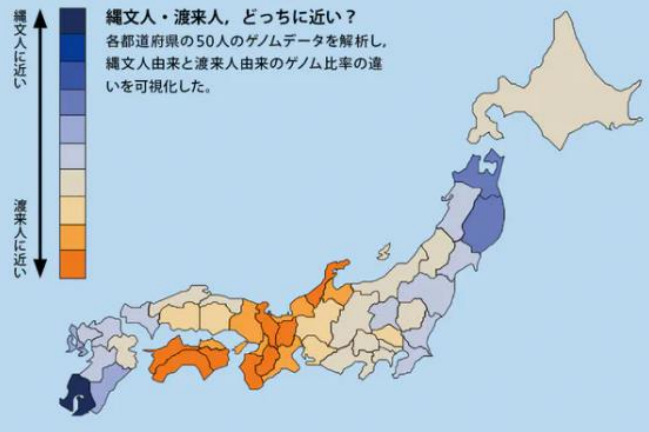 縄文人に近い
渡来人に近い
縄文人・渡来人，どっちに近い？
各都道府県の50人のゲノムデータを解析し，
縄文人由来と渡来人由来のゲノム比率の違
いを可視化した。